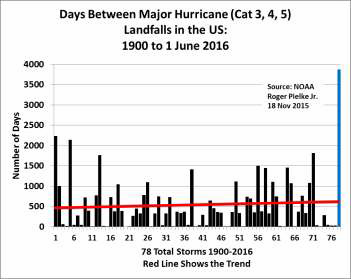 Days Between Major Hurricane (Cat 3, 4, 5)
Landfalls in the US:
1900 to 1 June 2016
Source: NOAA
Roger Pielke Jr.
18 Nov 2015
Number of Days
4000
3500
3000
2500
2000
1500
1000
500
0
1 6 11 16 21 26 31 36 41 46 51 56 61 66 71 76
78 Total Storms 1900-2016
Red Line Shows the Trend